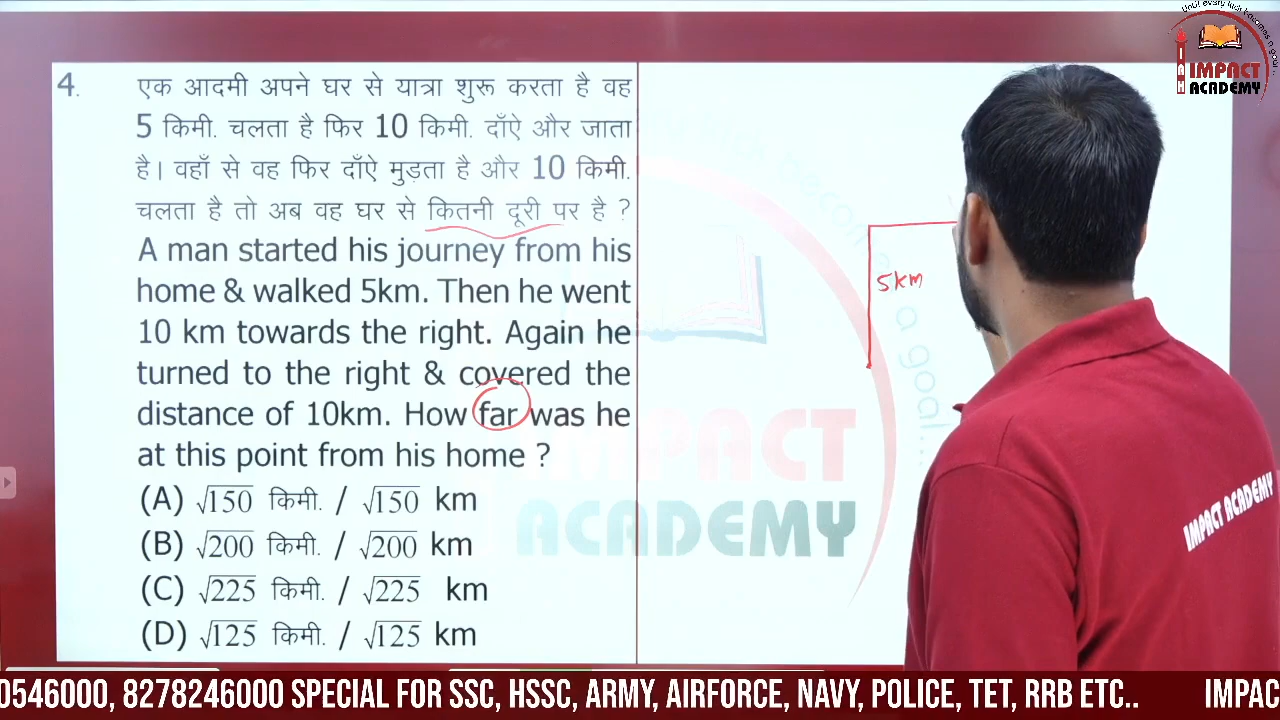 Until every
IMPACT
IAH ACADEMY
4. एक आदमी अपने घर से यात्रा शुरू करता है वह
5 किमी. चलता है फिर 10 किमी. दाँऐ और जाता
है। वहाँ से वह फिर दाँऐ मुड़ता है और 10 किमी.
चलता है तो अब वह घर से कितनी दूरी पर है ?
A man started his journey from his
home & walked 5km. Then he went
10 km towards the right. Again he
turned to the right & covered the
distance of 10km. How far was he
at this point from his home ?
(A) √150 किमी. / √150 km
(B) √200 किमी. / √200 km
(C) √225 किमी. / √225 km
(D) √125 किमी. / √125 km
5km
a goal...
IMPACT
ACADEMY
IMPACT ACADEMY
0546000, 8278246000 SPECIAL FOR SSC, HSSC, ARMY, AIRFORCE, NAVY, POLICE, TET, RRB ETC.. IMPAC